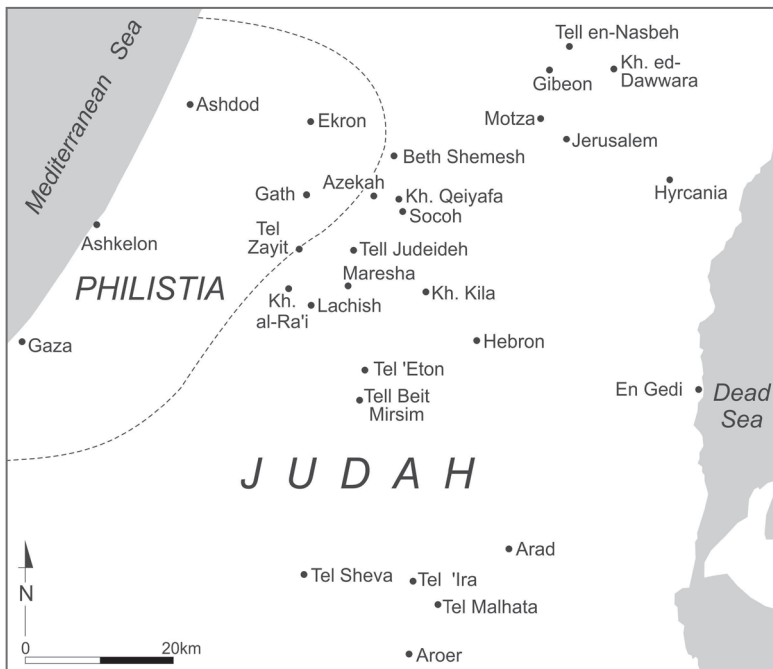 Mediterranean Sea
Tell en-Nasbeh
Gibeon
Kh. ed-
Dawwara
Ashdod
Ekron
Motza
Jerusalem
Beth Shemesh
Hyrcania
Gath
Azekah
Kh. Qeiyafa
Socoh
Ashkelon
Tel
Zayit
Tell Judeideh
PHILISTIA
Maresha
Kh.
al-Ra'i
Lachish
Kh. Kila
Gaza
Hebron
Tel 'Eton
Tell Beit
Mirsim
En Gedi
Dead
Sea
JUDAH
Arad
Tel Sheva
Tel 'Ira
Tel Malhata
Aroer
N
0 20km